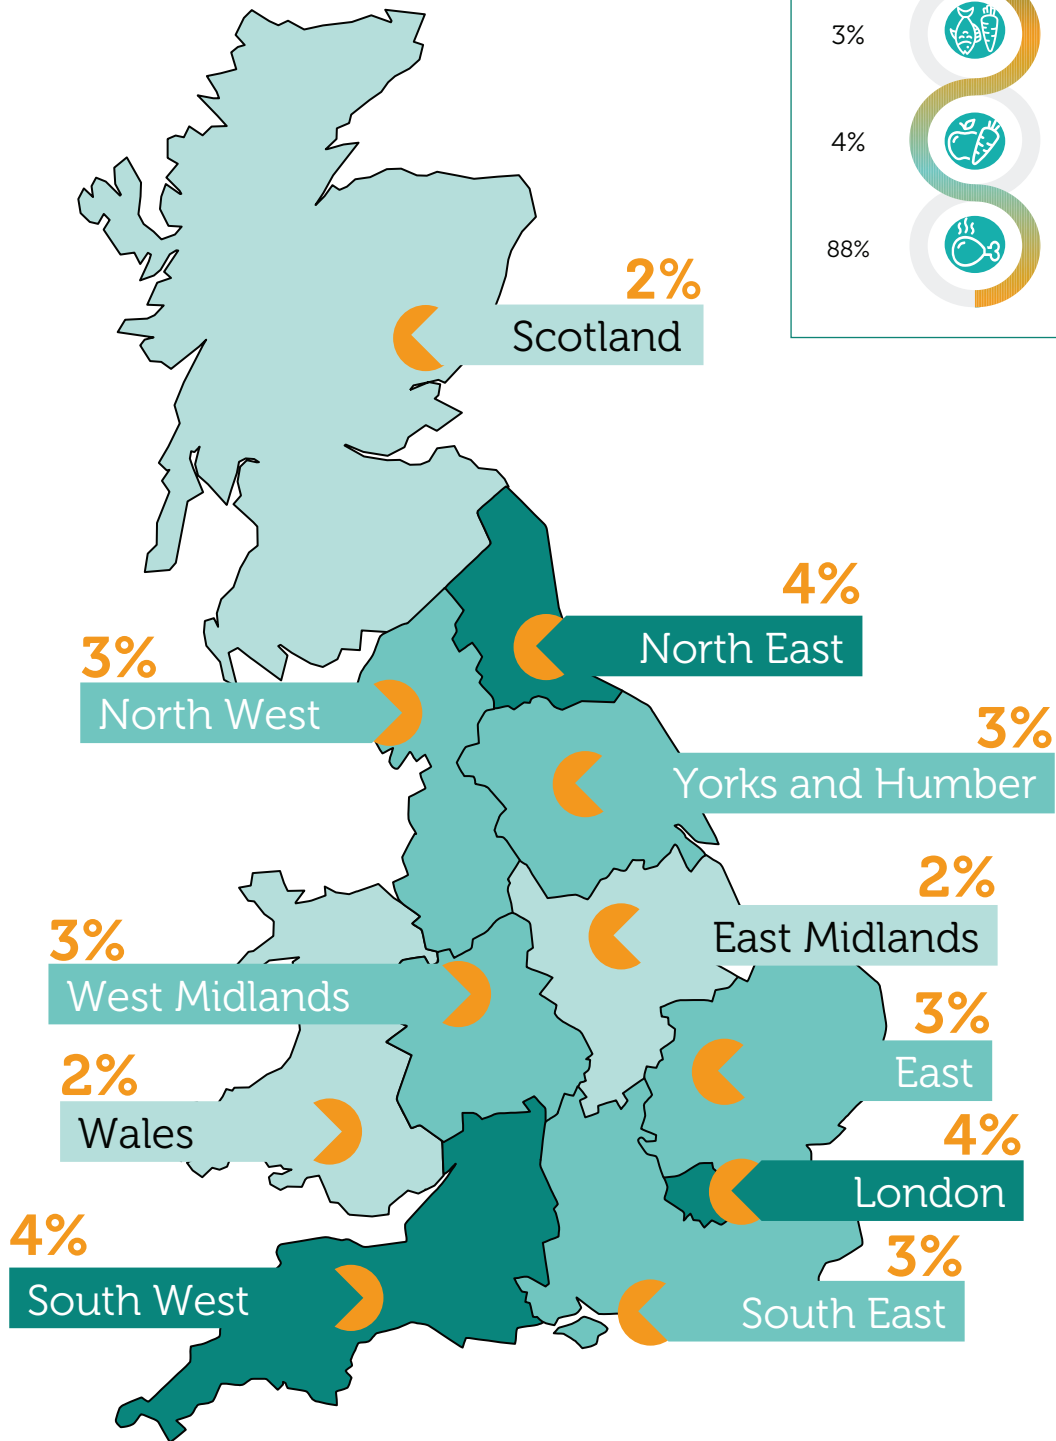 3%
4%
88%
2%
Scotland
4%
North East
3%
North West
3%
Yorks and Humber
2%
East Midlands
3%
West Midlands
3%
East
2%
Wales
4%
London
4%
South West
3%
South East